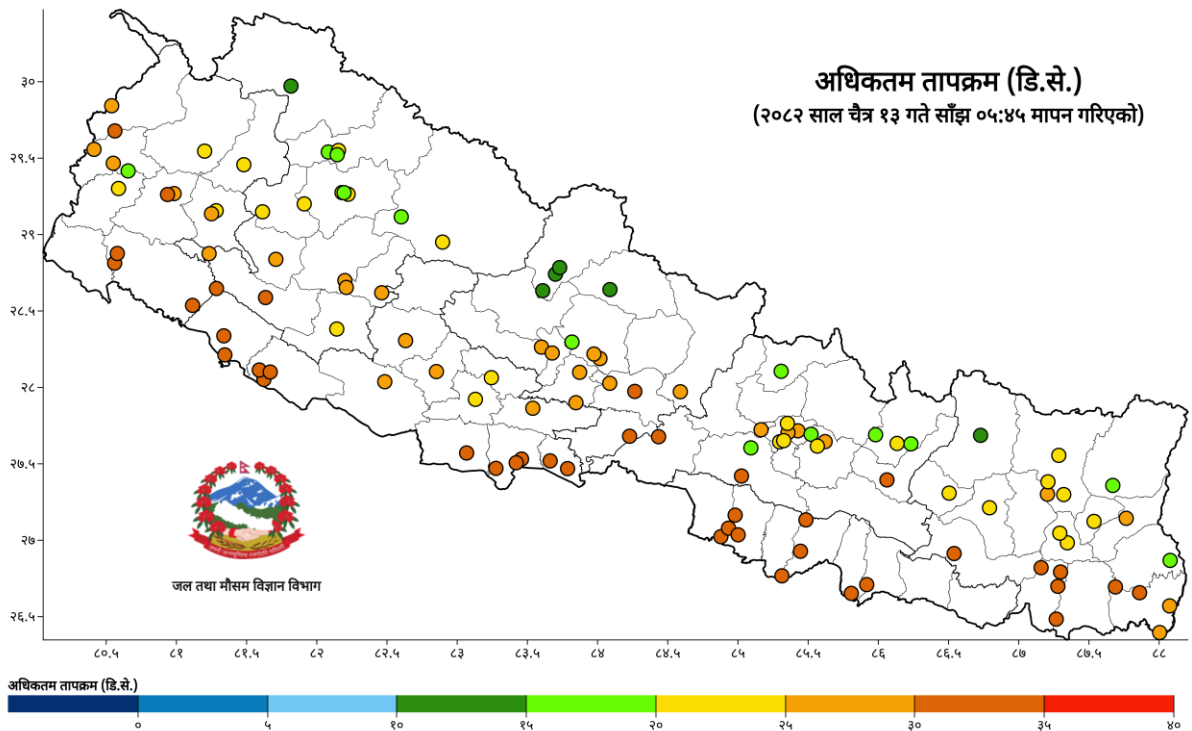 अधिकतम तापक्रम (डि.से.)
(२०८२ साल चैत्र १३ गते साँझ ०५:४५ मापन गरिएको)
३०
२९.५
२९
२८.५
२८
२७.५
२७
२६.५
जल तथा मौसम विज्ञान विभाग
८०.५ ८१ ८१.५ ८२ ८२.५ ८३ ८३.५ ८४ ८४.५ ८५ ८५.५ ८६ ८६.५ ८७ ८७.५ ८८
अधिकतम तापक्रम (डि.से.)
० ५ १० १५ २० २५ ३० ३५ ४०